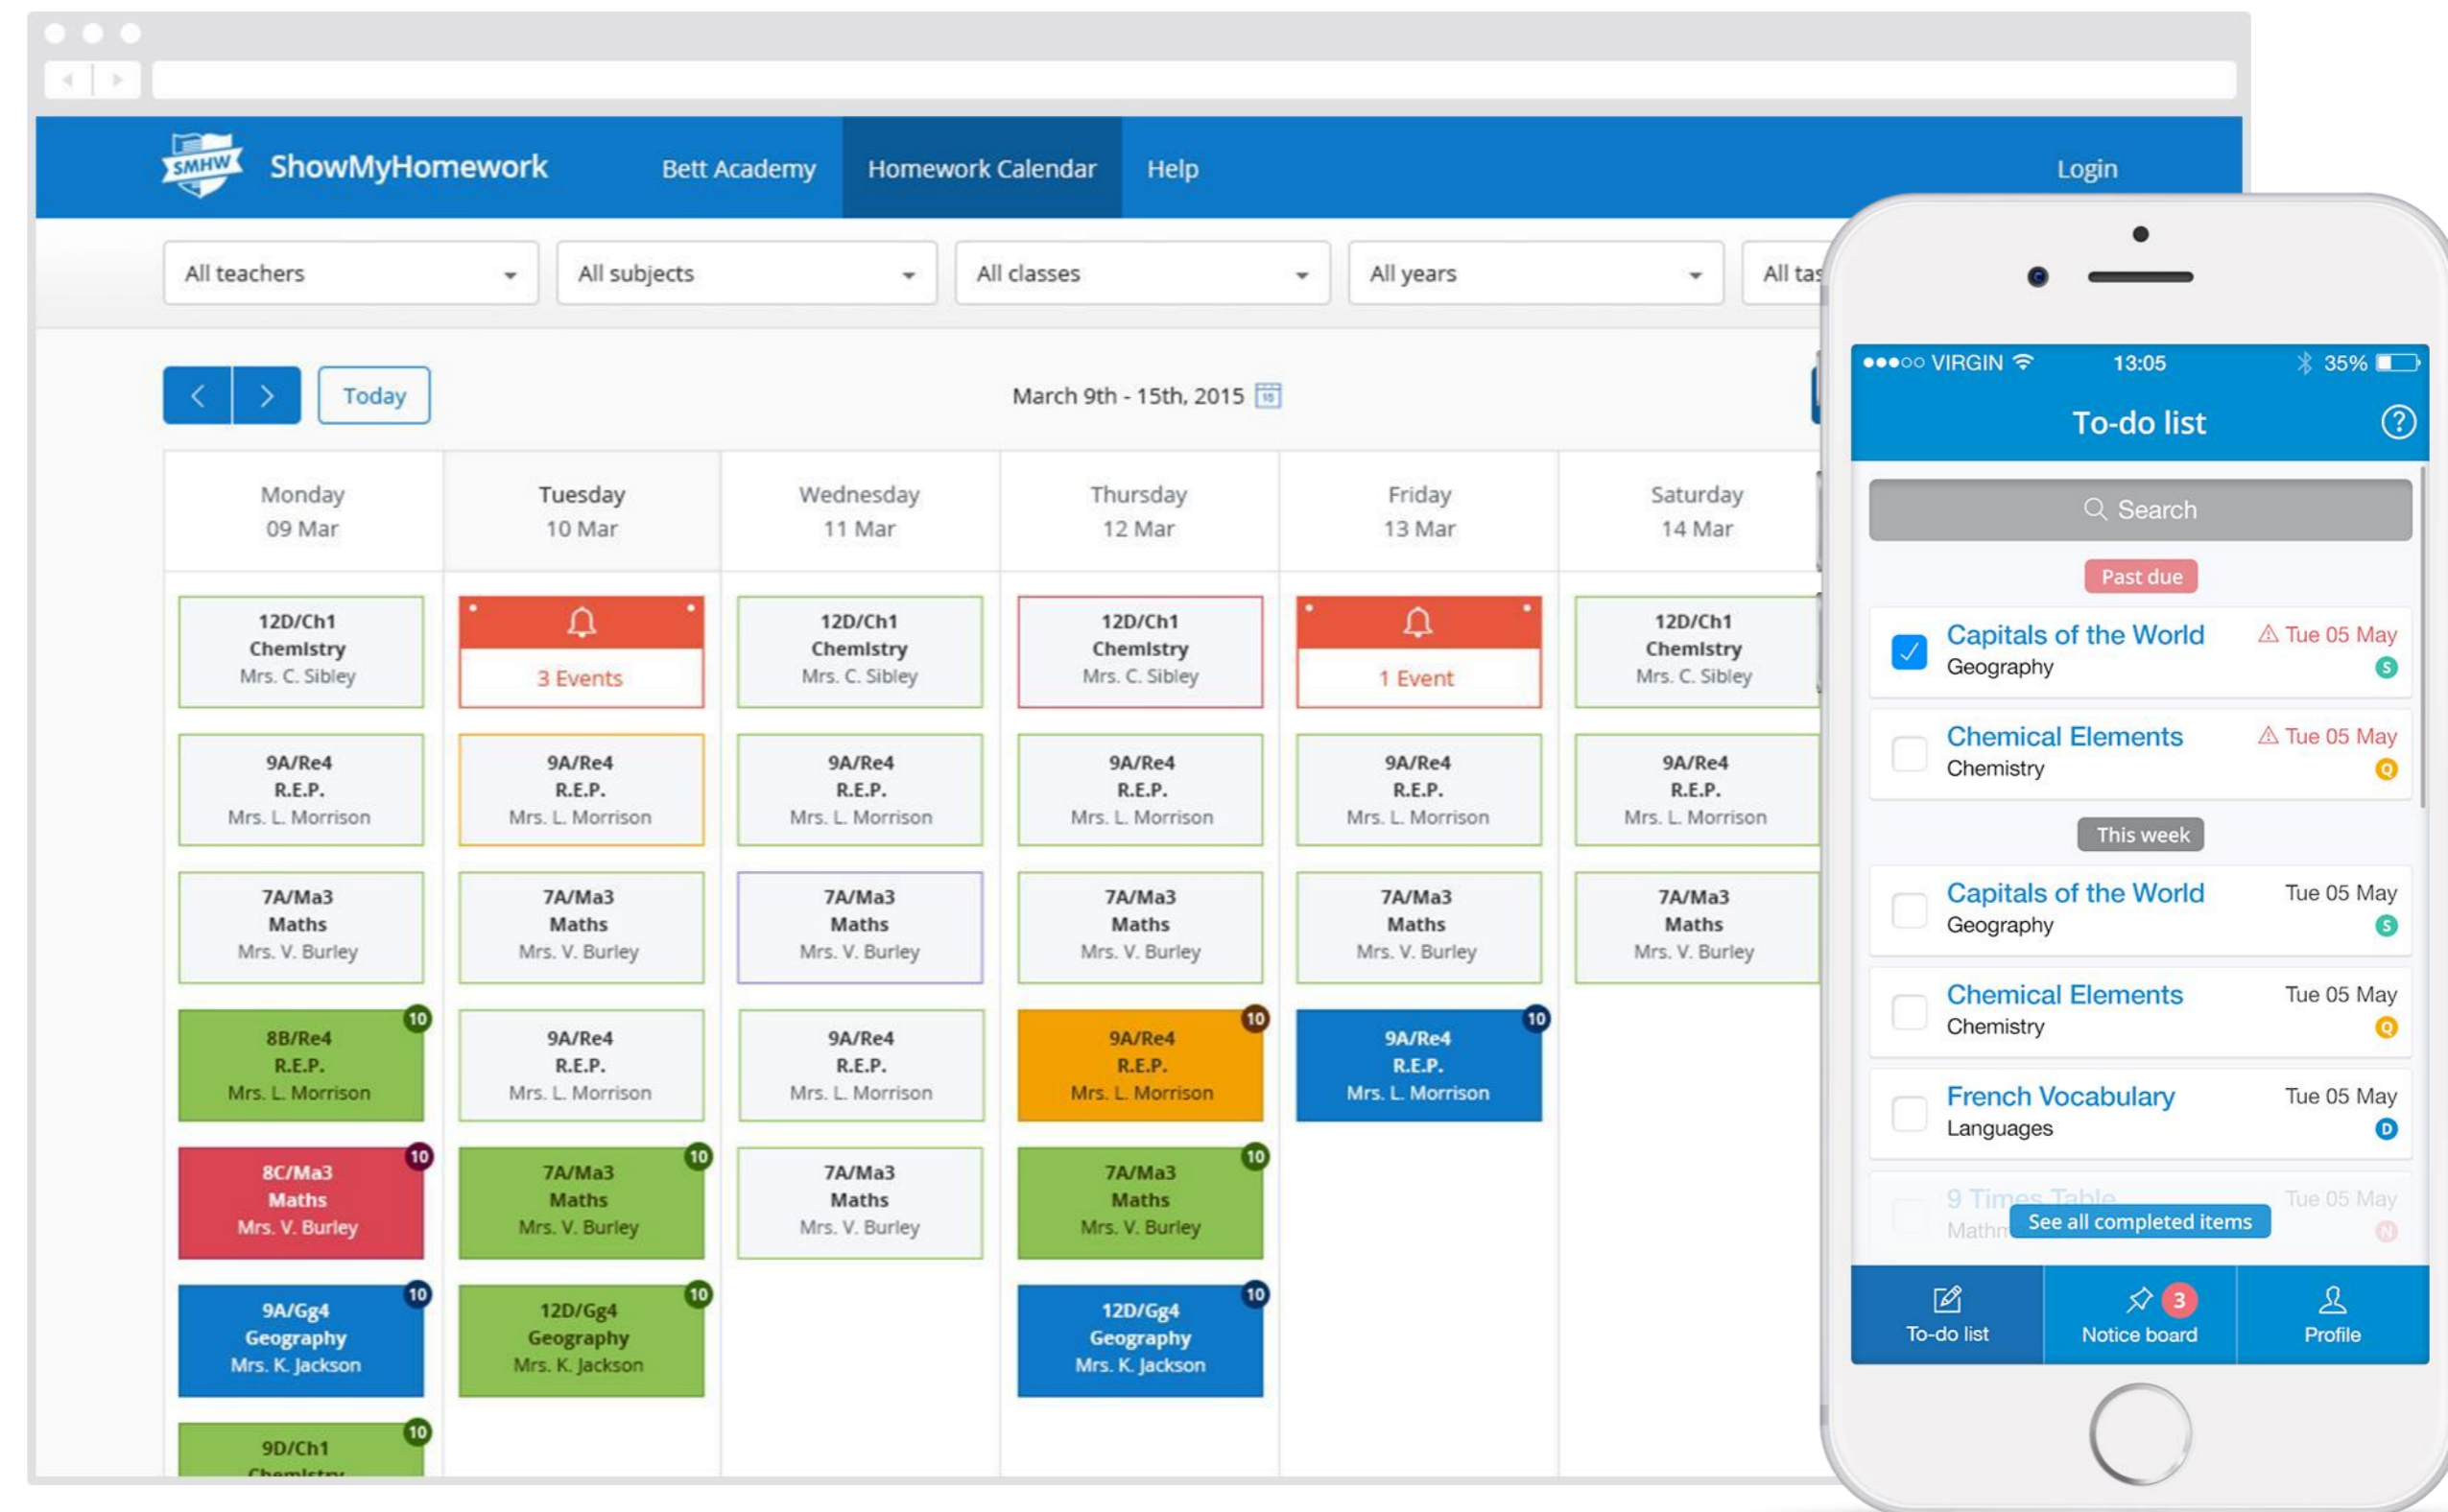 SMHW
ShowMyHomework
Bett Academy
Homework Calendar
Help
Login
All teachers
All subjects
All classes
All years
All tas
Today
March 9th - 15th, 2015
10
Monday
09 Mar
Tuesday
10 Mar
Wednesday
11 Mar
Thursday
12 Mar
Friday
13 Mar
Saturday
14 Mar
12D/Ch1
Chemistry
Mrs. C. Sibley
3 Events
12D/Ch1
Chemistry
Mrs. C. Sibley
12D/Ch1
Chemistry
Mrs. C. Sibley
1 Event
12D/Ch1
Chemistry
Mrs. C. Sibley
9A/Re4
R.E.P.
Mrs. L. Morrison
9A/Re4
R.E.P.
Mrs. L. Morrison
9A/Re4
R.E.P.
Mrs. L. Morrison
9A/Re4
R.E.P.
Mrs. L. Morrison
9A/Re4
R.E.P.
Mrs. L. Morrison
9A/Re4
R.E.P.
Mrs. L. Morrison
7A/Ma3
Maths
Mrs. V. Burley
7A/Ma3
Maths
Mrs. V. Burley
7A/Ma3
Maths
Mrs. V. Burley
7A/Ma3
Maths
Mrs. V. Burley
7A/Ma3
Maths
Mrs. V. Burley
7A/Ma3
Maths
Mrs. V. Burley
10
8B/Re4
R.E.P.
Mrs. L. Morrison
9A/Re4
R.E.P.
Mrs. L. Morrison
9A/Re4
R.E.P.
Mrs. L. Morrison
10
9A/Re4
R.E.P.
Mrs. L. Morrison
10
9A/Re4
R.E.P.
Mrs. L. Morrison
10
8C/Ma3
Maths
Mrs. V. Burley
10
7A/Ma3
Maths
Mrs. V. Burley
7A/Ma3
Maths
Mrs. V. Burley
10
7A/Ma3
Maths
Mrs. V. Burley
10
9A/Gg4
Geography
Mrs. K. Jackson
10
12D/Gg4
Geography
Mrs. K. Jackson
10
12D/Gg4
Geography
Mrs. K. Jackson
10
9D/Ch1
Chemistry
VIRGIN
13:05
35%
To-do list
?
Search
Past due
Capitals of the World
Tue 05 May
Geography
S
Chemical Elements
Tue 05 May
Chemistry
Q
This week
Capitals of the World
Tue 05 May
Geography
S
Chemical Elements
Tue 05 May
Chemistry
Q
French Vocabulary
Tue 05 May
Languages
D
9 Times Table
Tue 05 May
Mathm
N
See all completed items
To-do list
3
Notice board
Profile